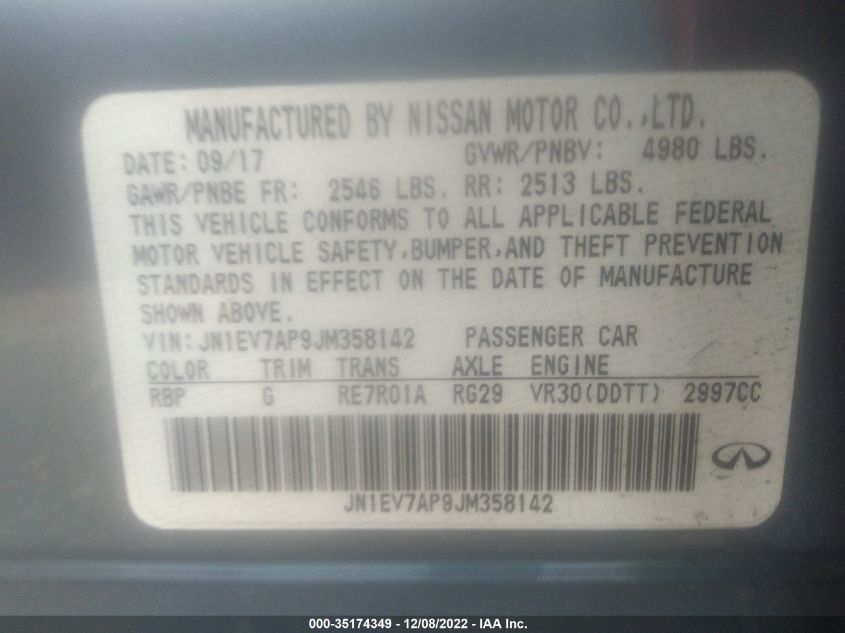 MANUFACTURED BY NISSAN MOTOR CO.,LTD.
DATE: 09/17 GVWR/PNBV: 4980 LBS.
GAWR/PNBE FR: 2546 LBS. RR: 2513 LBS.
THIS VEHICLE CONFORMS TO ALL APPLICABLE FEDERAL
MOTOR VEHICLE SAFETY,BUMPER,AND THEFT PREVENTION
STANDARDS IN EFFECT ON THE DATE OF MANUFACTURE
SHOWN ABOVE.
VIN:JN1EV7AP9JM358142 PASSENGER CAR
COLOR TRIM TRANS AXLE ENGINE
RBP G RE7R01A RG29 VR30(DDTT) 2997CC
JN1EV7AP9JM358142
000-35174349 - 12/08/2022 - IAA Inc.